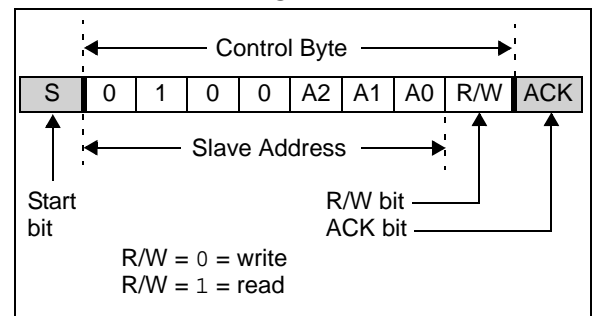 Control Byte
S 0 1 0 0 A2 A1 A0 R/W ACK
Slave Address
Start
bit
R/W bit
ACK bit
R/W = 0 = write
R/W = 1 = read